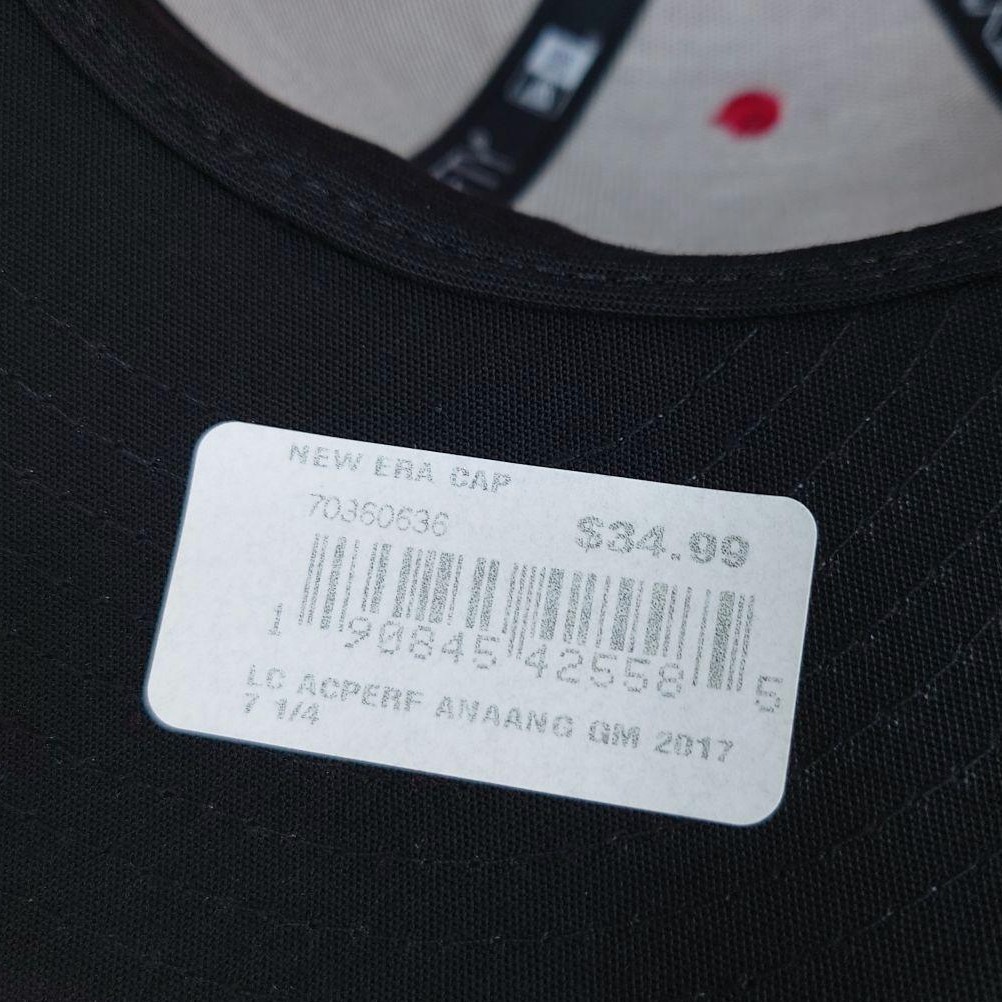 NEW ERA CAP
70360636
$34.99
1 90845 42558 5
LC ACPERF ANAANG GM 2017
7 1/4